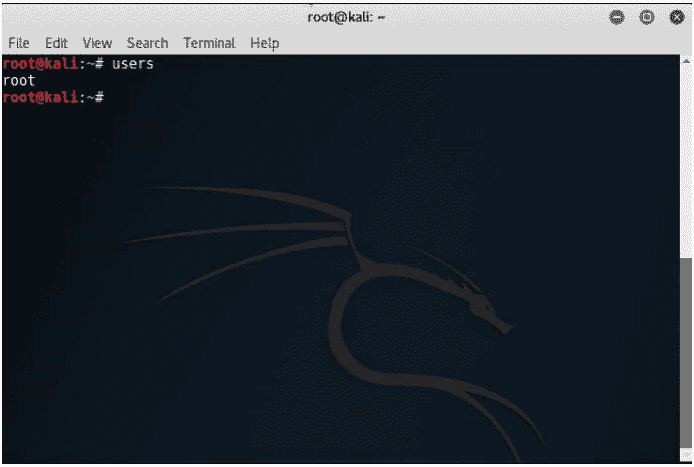 root@kali: ~
File Edit View Search Terminal Help
root@kali:~# users
root
root@kali:~#